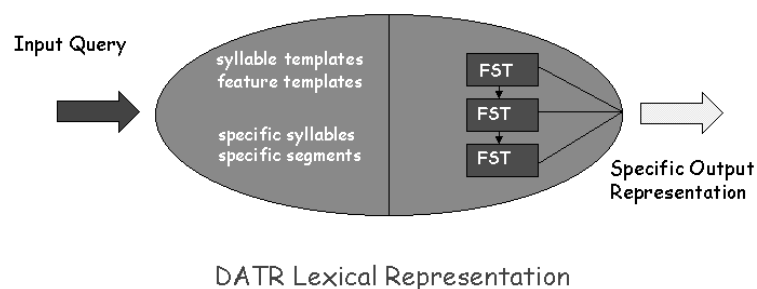 Input Query
syllable templates
feature templates
specific syllables
specific segments
FST
FST
FST
Specific Output
Representation
DATR Lexical Representation